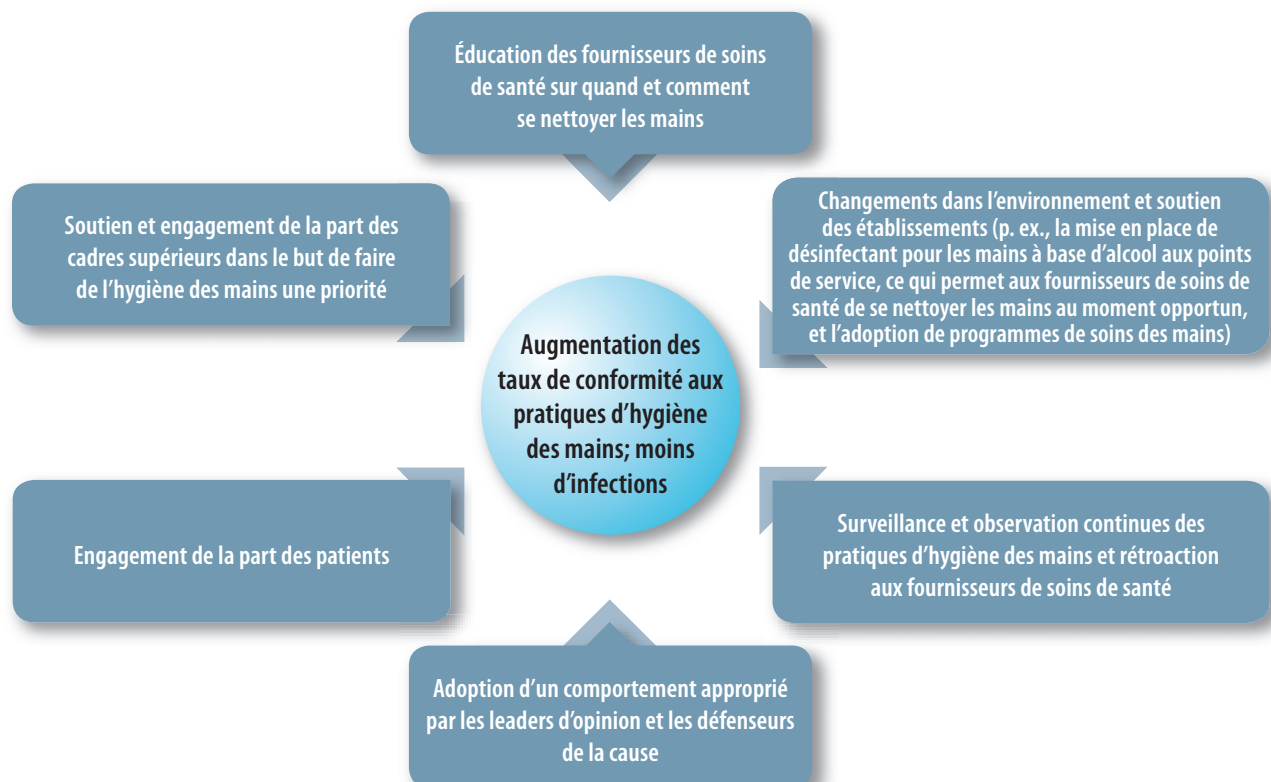 Éducation des fournisseurs de soins
de santé sur quand et comment
se nettoyer les mains
Soutien et engagement de la part des
cadres supérieurs dans le but de faire
de l’hygiène des mains une priorité
Changements dans l’environnement et soutien
des établissements (p. ex., la mise en place de
désinfectant pour les mains à base d’alcool aux points
de service, ce qui permet aux fournisseurs de soins de
santé de se nettoyer les mains au moment opportun,
et l’adoption de programmes de soins des mains)
Augmentation des
taux de conformité aux
pratiques d’hygiène
des mains; moins
d’infections
Engagement de la part des patients
Surveillance et observation continues des
pratiques d’hygiène des mains et rétroaction
aux fournisseurs de soins de santé
Adoption d’un comportement approprié
par les leaders d’opinion et les défenseurs
de la cause